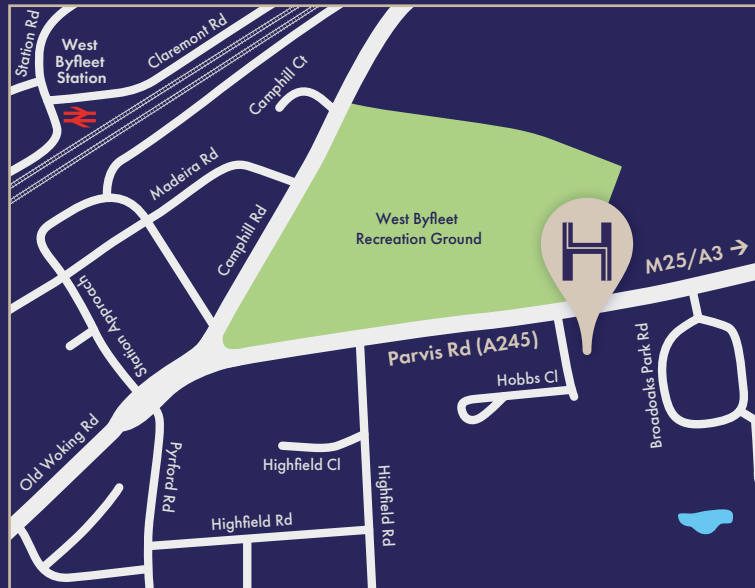 Station Rd
West
Byfleet
Station
Claremont Rd
Camphill Ct
Madeira Rd
Camphill Rd
West Byfleet
Recreation Ground
H
M25/A3 →
Station Approach
Parvis Rd (A245)
Hobbs Cl
Broadoaks Park Rd
Old Woking Rd
Pyrford Rd
Highfield Cl
Highfield Rd
Highfield Rd